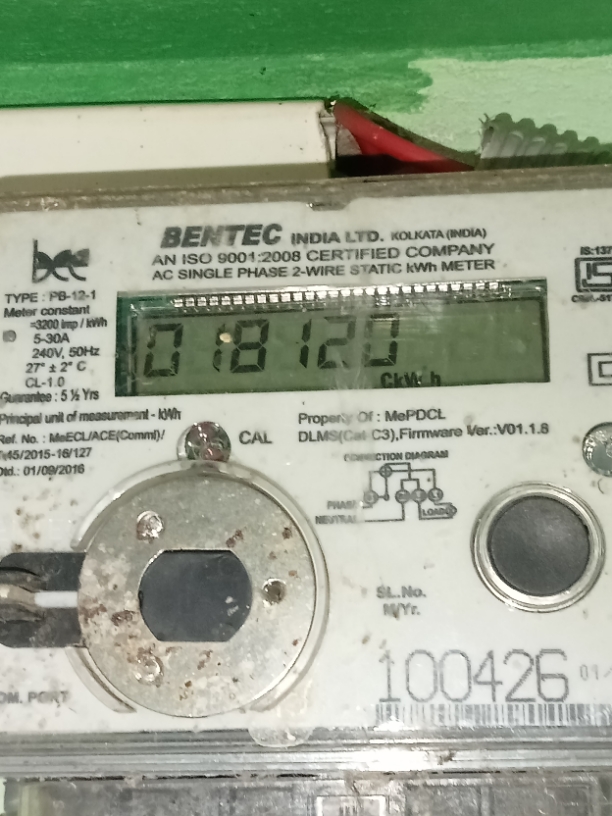 bee
BENTEC INDIA LTD. KOLKATA (INDIA)
AN ISO 9001:2008 CERTIFIED COMPANY
AC SINGLE PHASE 2-WIRE STATIC kWh METER
TYPE : PB-12-1
Meter constant
=3200 imp / kWh
5-30A
240V, 50Hz
27° ± 2° C
CL-1.0
Guarantee : 5 ½ Yrs
018120
CkWh
Principal unit of measurement - kWh
Ref. No. : MeECL/ACE(Comml)/
45/2015-16/127
Dtd.: 01/09/2016
CAL
Property Of : MePDCL
DLMS(Cat C3),Firmware Ver.:V01.1.8
CONNECTION DIAGRAM
PHASE
NEUTRAL
LOAD
SL.No.
M/Yr.
100426
PORT